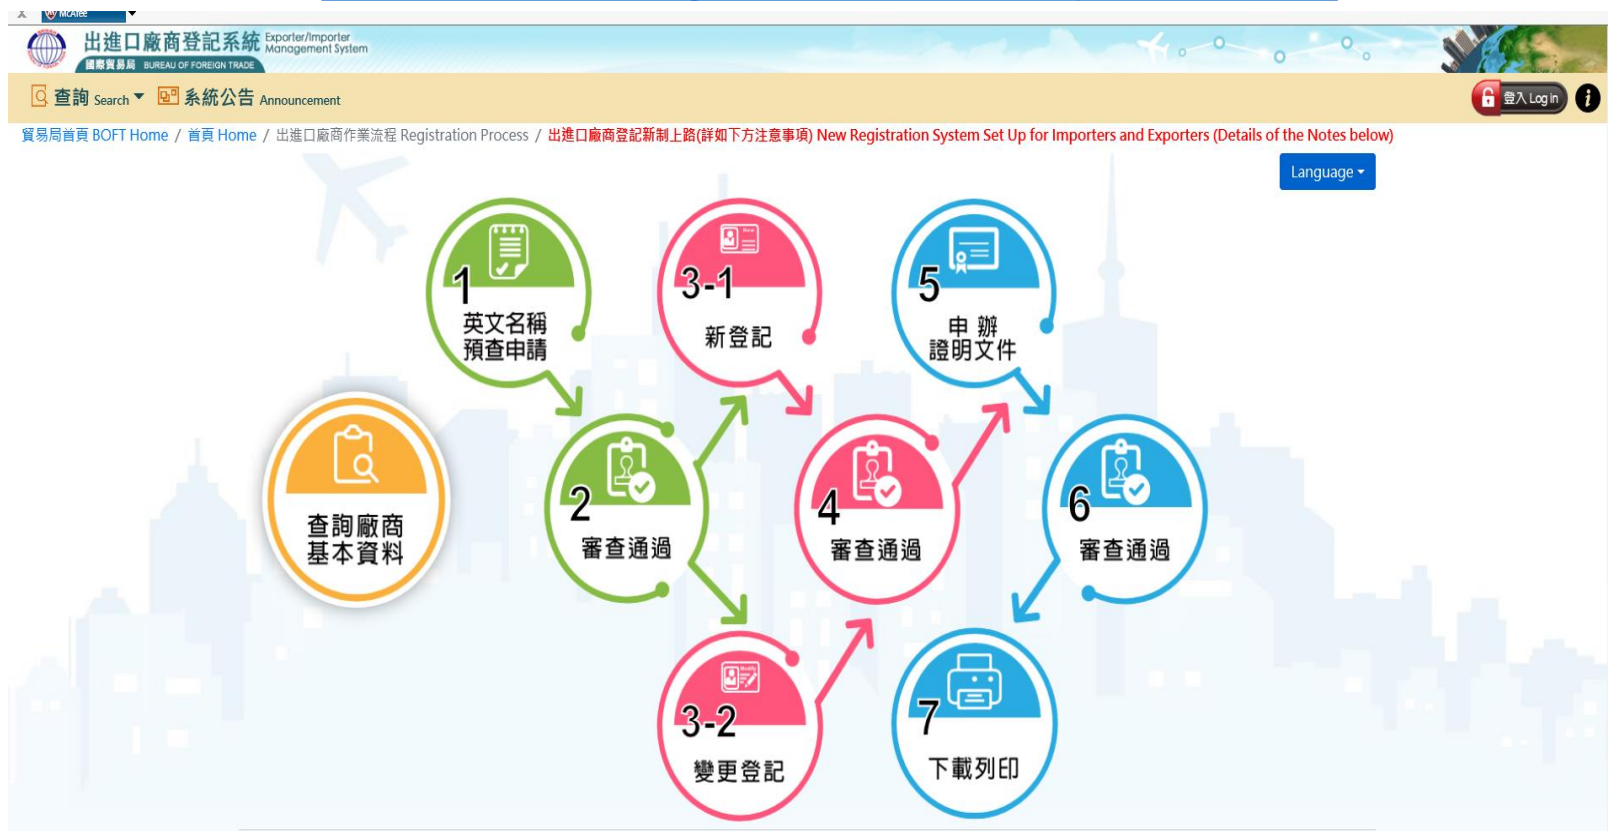 McAfee
出進口廠商登記系統 Exporter/Importer Management System
國際貿易局 BUREAU OF FOREIGN TRADE
查詢 Search 系統公告 Announcement
登入 Log in
貿易局首頁 BOFT Home / 首頁 Home / 出進口廠商作業流程 Registration Process / 出進口廠商登記新制上路(詳如下方注意事項) New Registration System Set Up for Importers and Exporters (Details of the Notes below)
Language
查詢廠商
基本資料
1
英文名稱
預查申請
2
審查通過
New
3-1
新登記
Modify
3-2
變更登記
4
審查通過
5
申辦
證明文件
6
審查通過
7
下載列印